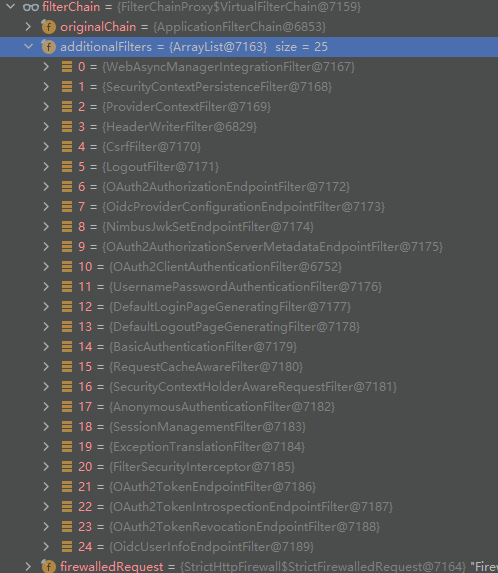 filterChain = {FilterChainProxy$VirtualFilterChain@7159}
originalChain = {ApplicationFilterChain@6853}
additionalFilters = {ArrayList@7163} size = 25
0 = {WebAsyncManagerIntegrationFilter@7167}
1 = {SecurityContextPersistenceFilter@7168}
2 = {ProviderContextFilter@7169}
3 = {HeaderWriterFilter@6829}
4 = {CsrfFilter@7170}
5 = {LogoutFilter@7171}
6 = {OAuth2AuthorizationEndpointFilter@7172}
7 = {OidcProviderConfigurationEndpointFilter@7173}
8 = {NimbusJwkSetEndpointFilter@7174}
9 = {OAuth2AuthorizationServerMetadataEndpointFilter@7175}
10 = {OAuth2ClientAuthenticationFilter@6752}
11 = {UsernamePasswordAuthenticationFilter@7176}
12 = {DefaultLoginPageGeneratingFilter@7177}
13 = {DefaultLogoutPageGeneratingFilter@7178}
14 = {BasicAuthenticationFilter@7179}
15 = {RequestCacheAwareFilter@7180}
16 = {SecurityContextHolderAwareRequestFilter@7181}
17 = {AnonymousAuthenticationFilter@7182}
18 = {SessionManagementFilter@7183}
19 = {ExceptionTranslationFilter@7184}
20 = {FilterSecurityInterceptor@7185}
21 = {OAuth2TokenEndpointFilter@7186}
22 = {OAuth2TokenIntrospectionEndpointFilter@7187}
23 = {OAuth2TokenRevocationEndpointFilter@7188}
24 = {OidcUserInfoEndpointFilter@7189}
firewalledRequest = {StrictHttpFirewall$StrictFirewalledRequest@7164} "Fire